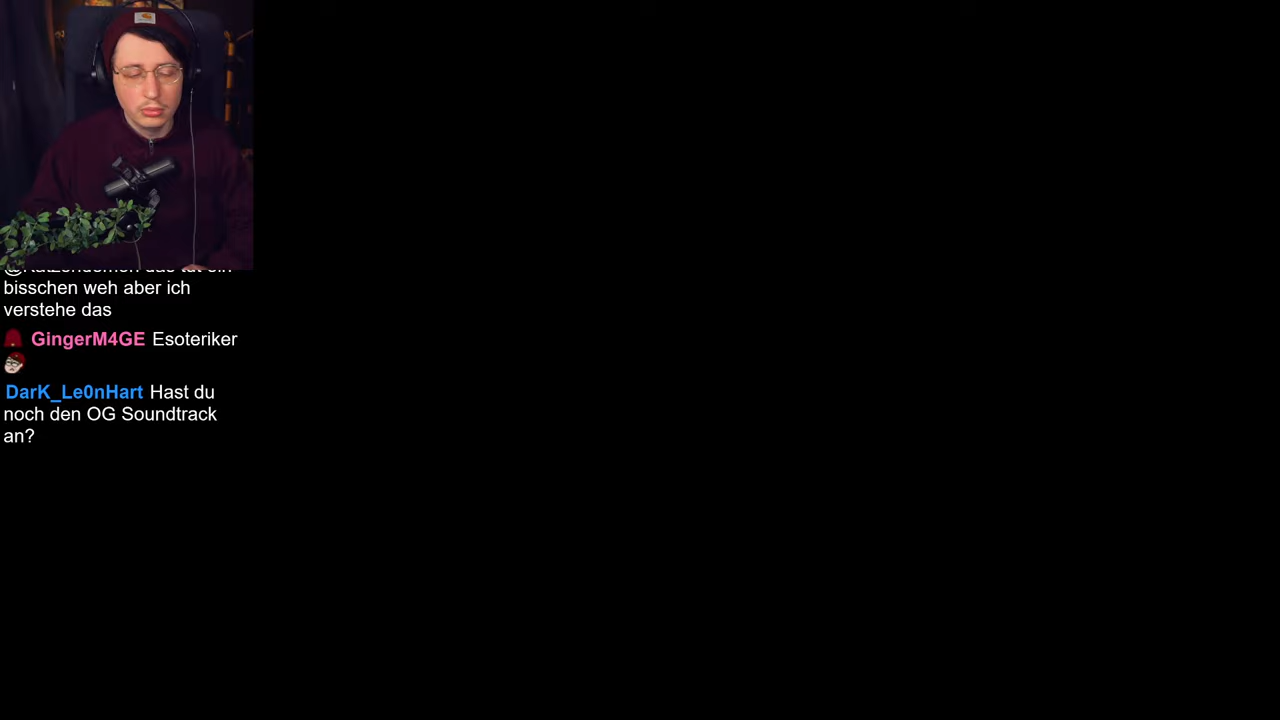 bisschen weh aber ich
verstehe das
GingerM4GE Esoteriker
DarK_Le0nHart Hast du
noch den OG Soundtrack
an?